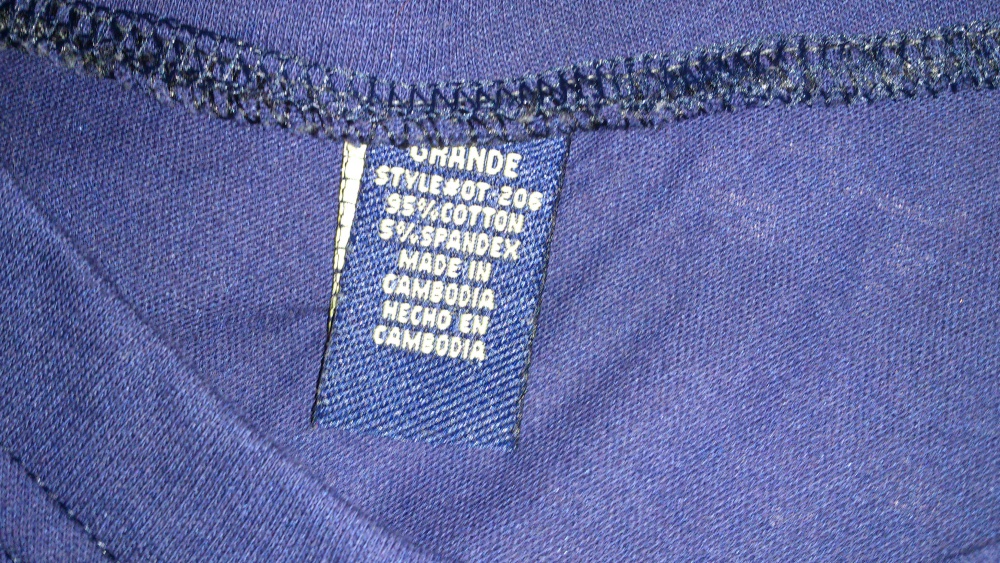 GRANDE
STYLE#OT-206
95%COTTON
5%SPANDEX
MADE IN
CAMBODIA
HECHO EN
CAMBODIA